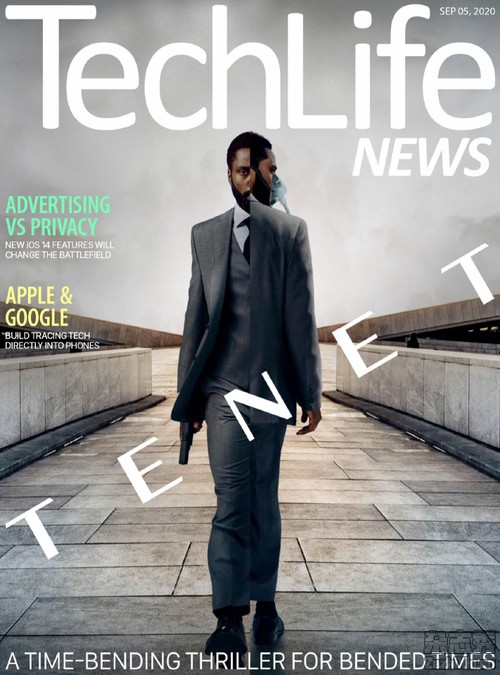 TechLife
SEP 05, 2020
NEWS
ADVERTISING
VS PRIVACY
NEW iOS 14 FEATURES WILL
CHANGE THE BATTLEFIELD
APPLE &
GOOGLE
BUILD TRACING TECH
DIRECTLY INTO PHONES
TENET
A TIME-BENDING THRILLER FOR BENDED TIMES